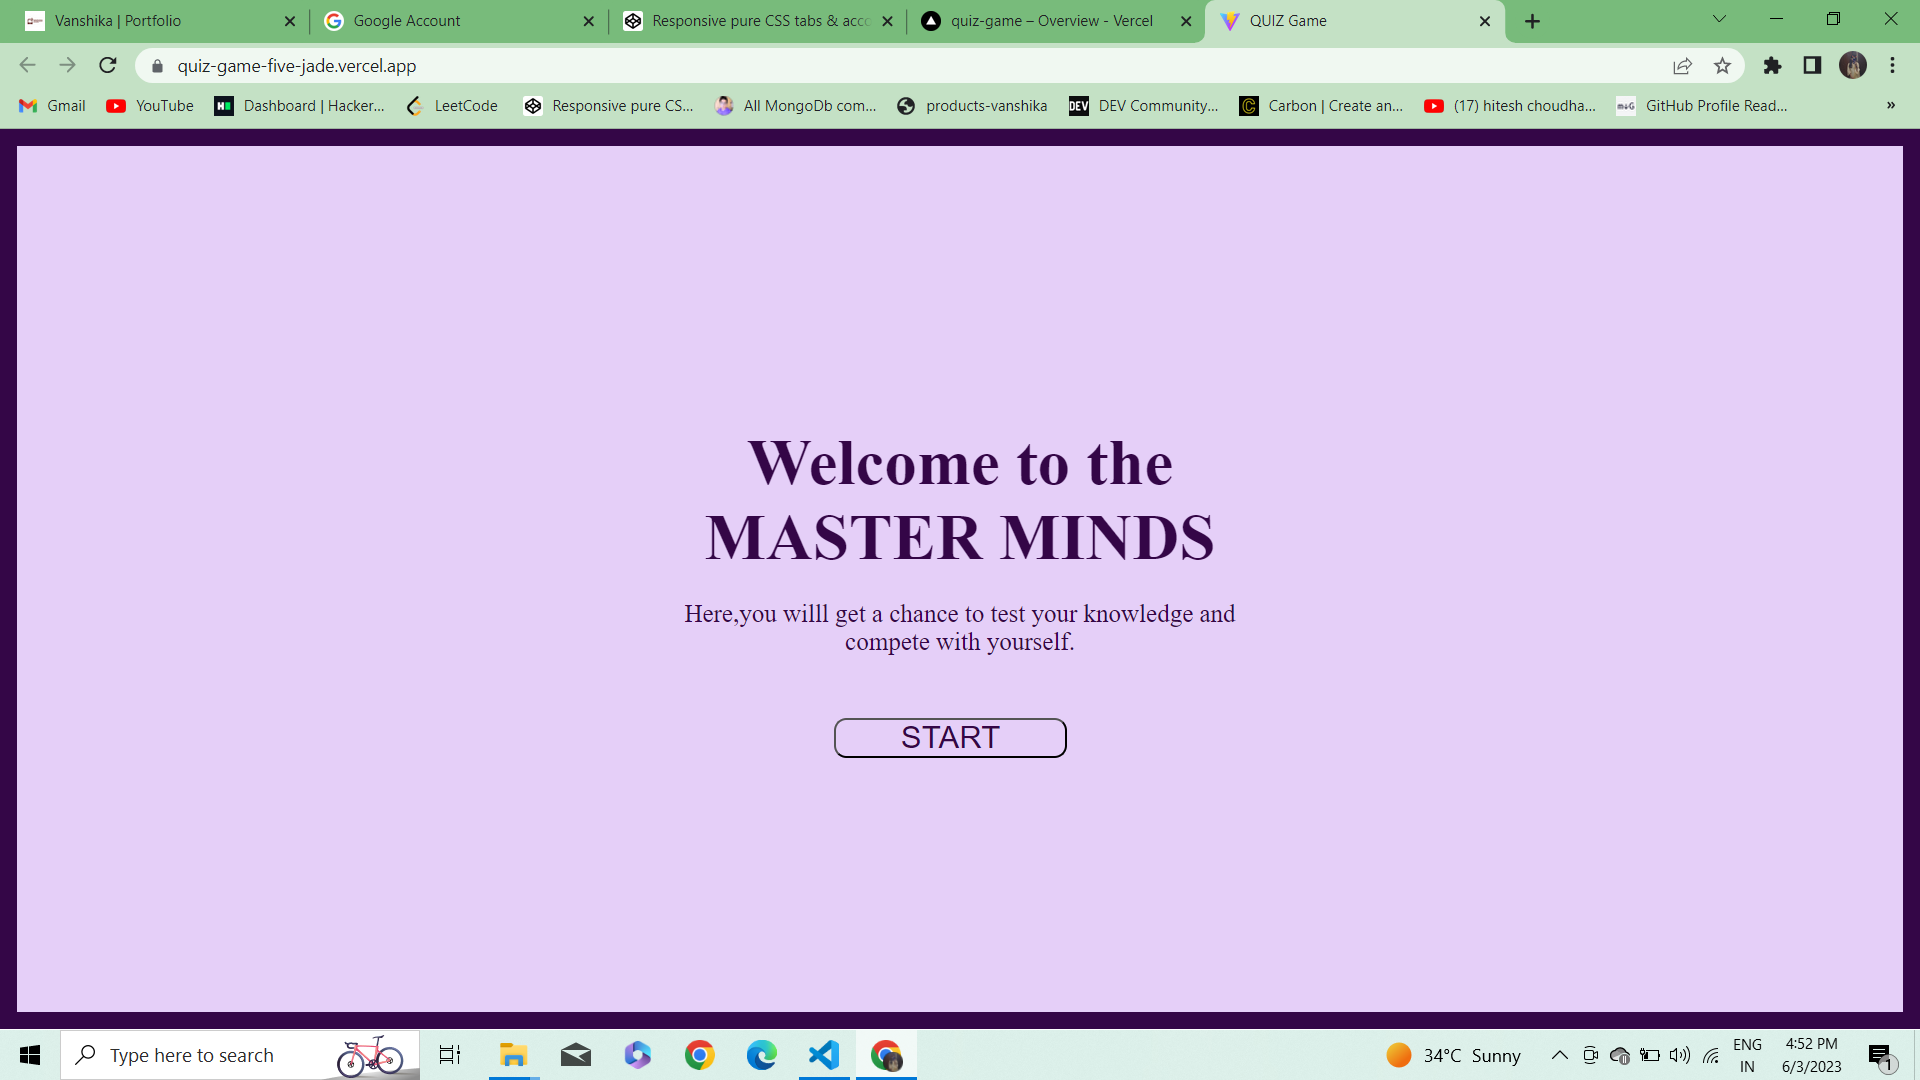 Vanshika | Portfolio
Google Account
Responsive pure CSS tabs & acco
quiz-game – Overview - Vercel
QUIZ Game
quiz-game-five-jade.vercel.app
Gmail
YouTube
Dashboard | Hacker...
LeetCode
Responsive pure CS...
All MongoDb com...
products-vanshika
DEV Community...
Carbon | Create an...
(17) hitesh choudha...
GitHub Profile Read...
»
Welcome to the
MASTER MINDS
Here,you willl get a chance to test your knowledge and
compete with yourself.
START
Type here to search
34°C Sunny
ENG
IN
4:52 PM
6/3/2023
1